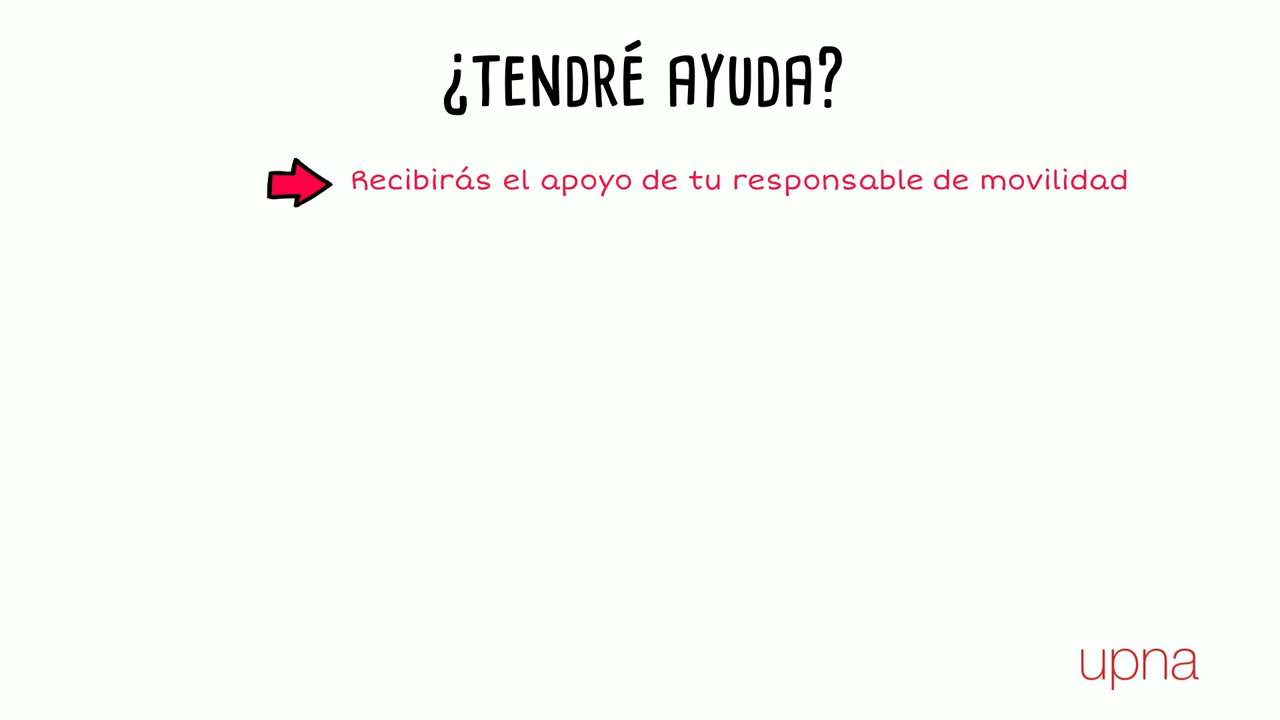 ¿TENDRÉ AYUDA?
Recibirás el apoyo de tu responsable de movilidad
upna